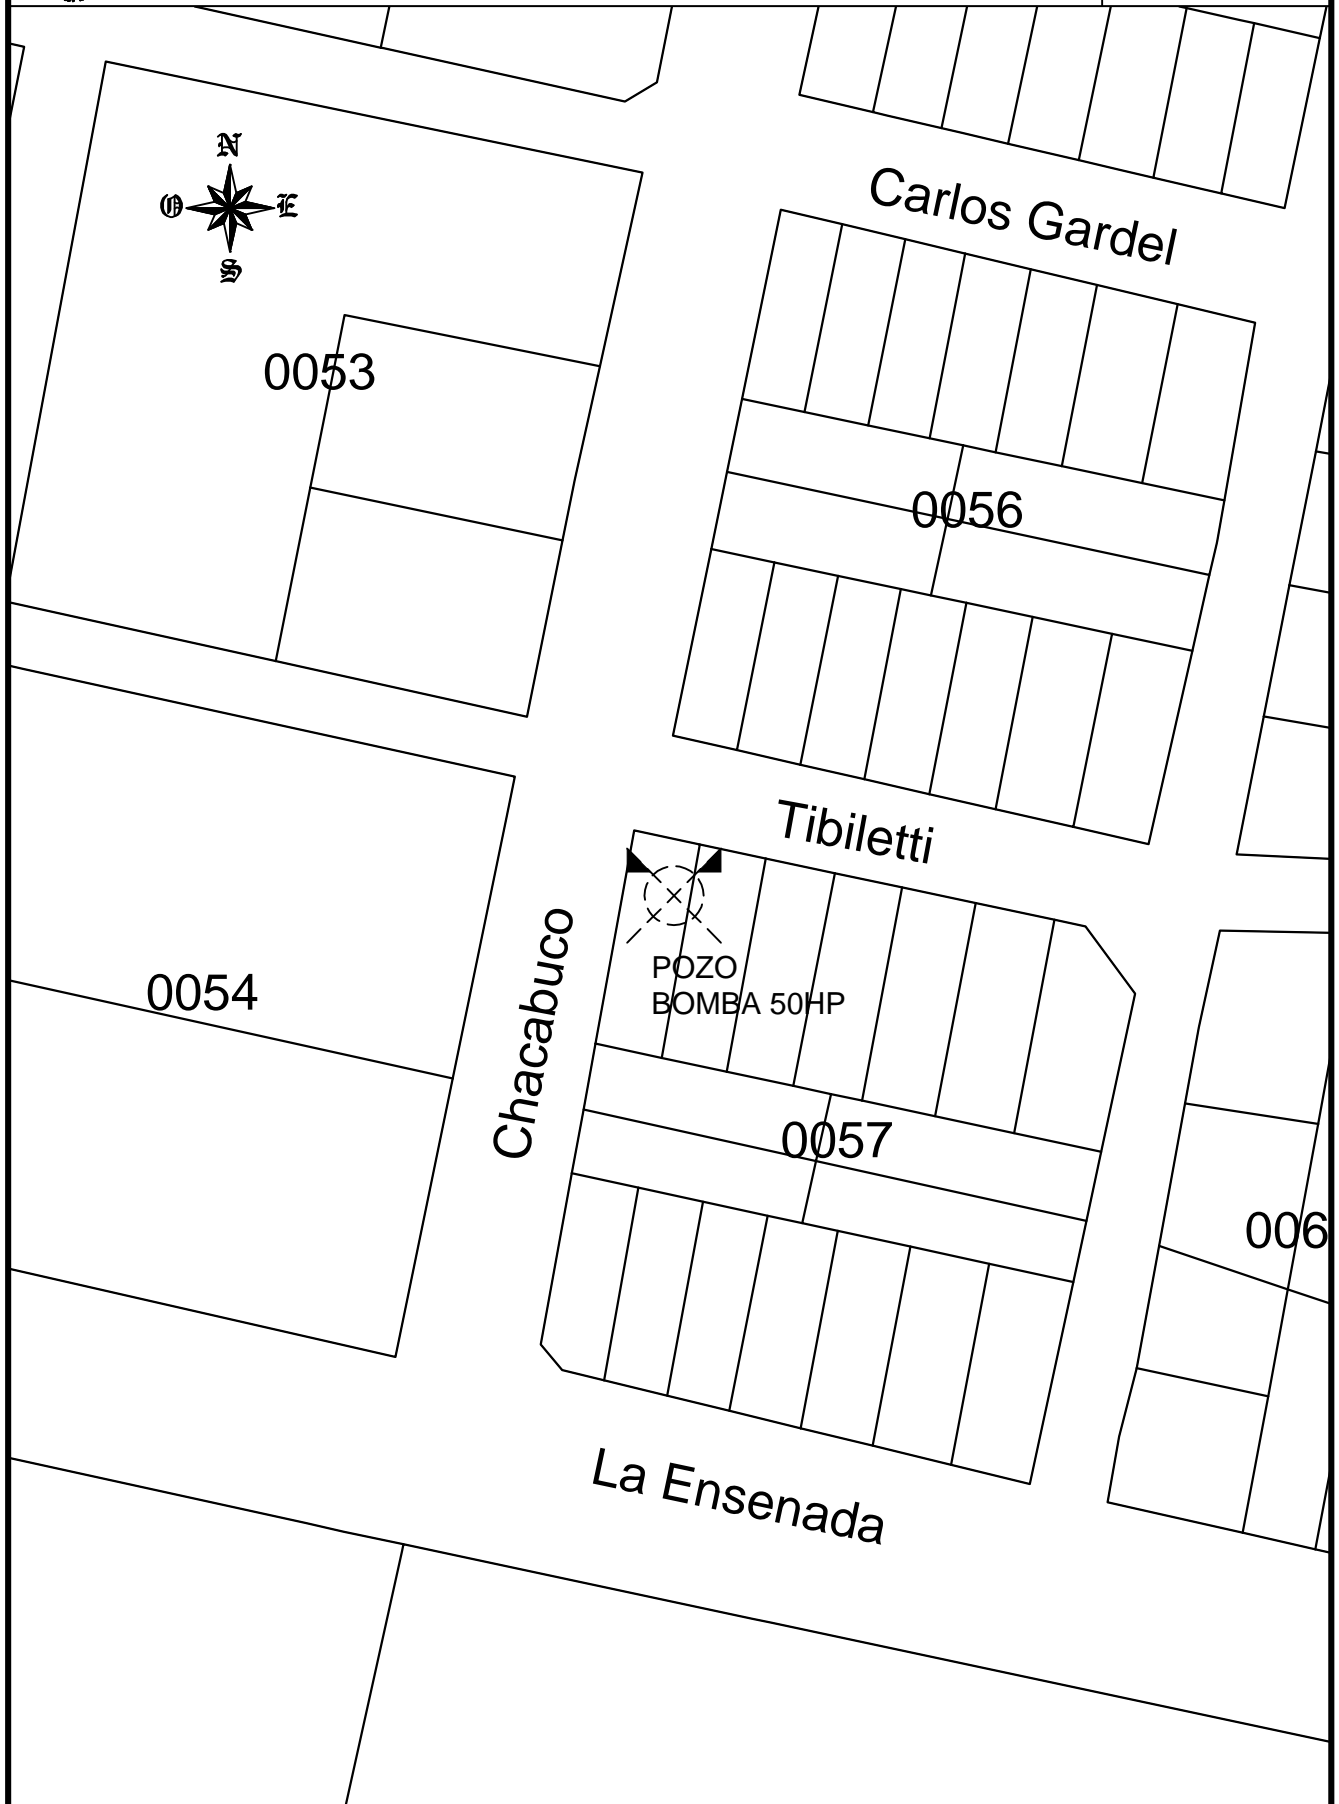 N
O
E
S
Carlos Gardel
0053
0056
Tibiletti
Chacabuco
POZO
BOMBA 50HP
0054
0057
006
La Ensenada